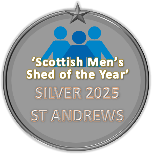 ‘Scottish Men’s
Shed of the Year’
SILVER 2025
ST ANDREWS